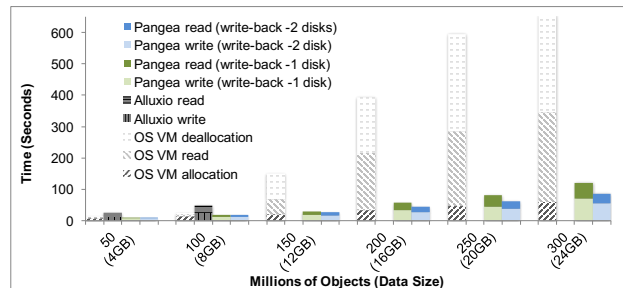 600
500
400
300
200
100
0
Time (Seconds)
Pangea read (write-back -2 disks)
Pangea write (write-back -2 disk)
Pangea read (write-back -1 disk)
Pangea write (write-back -1 disk)
Alluxio read
Alluxio write
OS VM deallocation
OS VM read
OS VM allocation
50
(4GB)
100
(8GB)
150
(12GB)
200
(16GB)
250
(20GB)
300
(24GB)
Millions of Objects (Data Size)